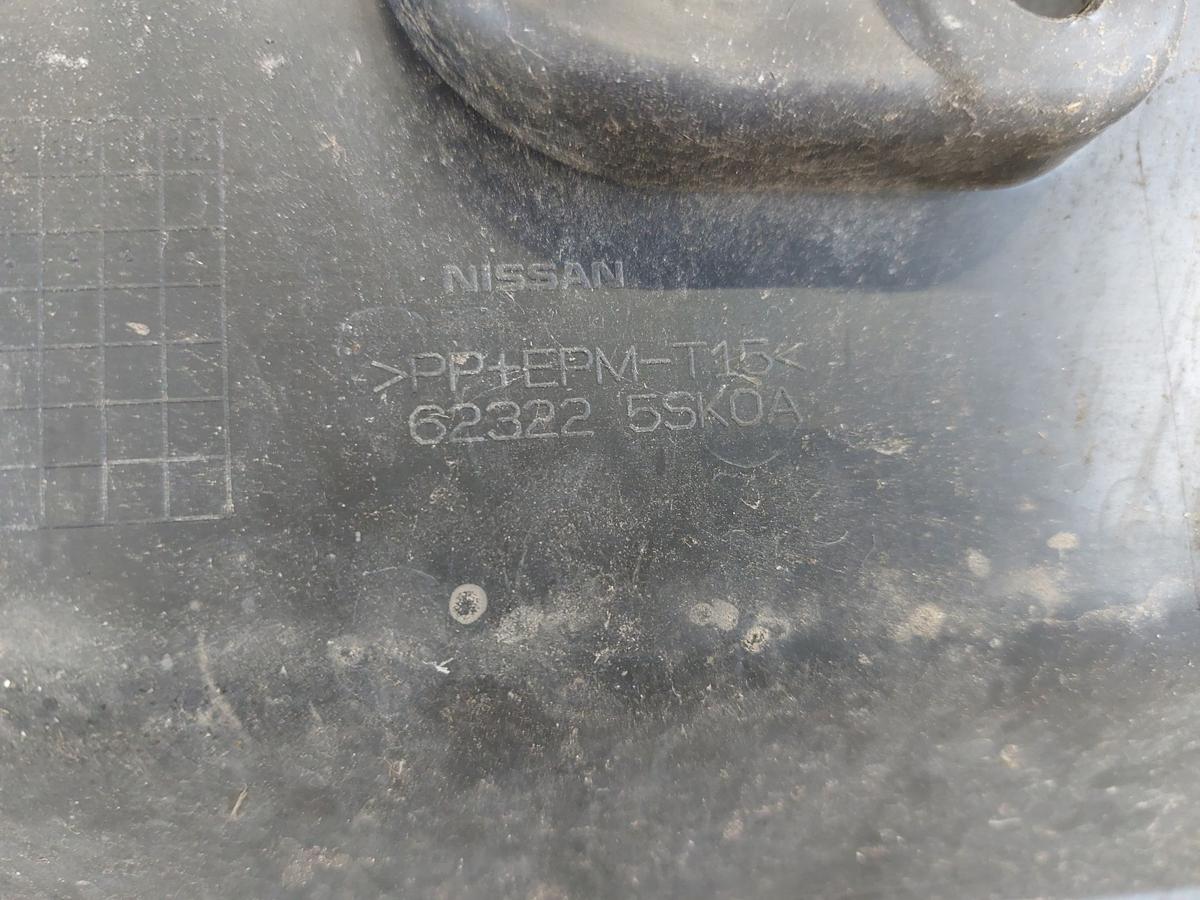 NISSAN
>PP+EPM-T15<
62322 5SK0A